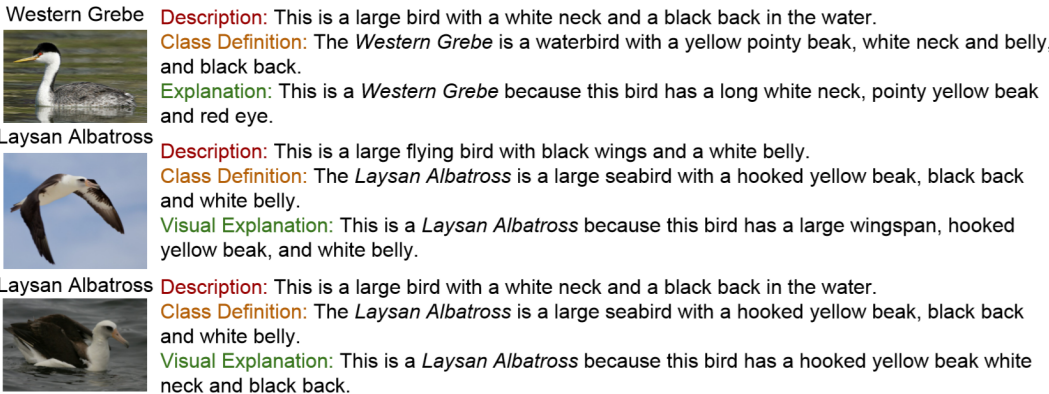 Western Grebe
Description: This is a large bird with a white neck and a black back in the water.
Class Definition: The Western Grebe is a waterbird with a yellow pointy beak, white neck and belly,
and black back.
Explanation: This is a Western Grebe because this bird has a long white neck, pointy yellow beak
and red eye.
Laysan Albatross
Description: This is a large flying bird with black wings and a white belly.
Class Definition: The Laysan Albatross is a large seabird with a hooked yellow beak, black back
and white belly.
Visual Explanation: This is a Laysan Albatross because this bird has a large wingspan, hooked
yellow beak, and white belly.
Laysan Albatross
Description: This is a large bird with a white neck and a black back in the water.
Class Definition: The Laysan Albatross is a large seabird with a hooked yellow beak, black back
and white belly.
Visual Explanation: This is a Laysan Albatross because this bird has a hooked yellow beak white
neck and black back.